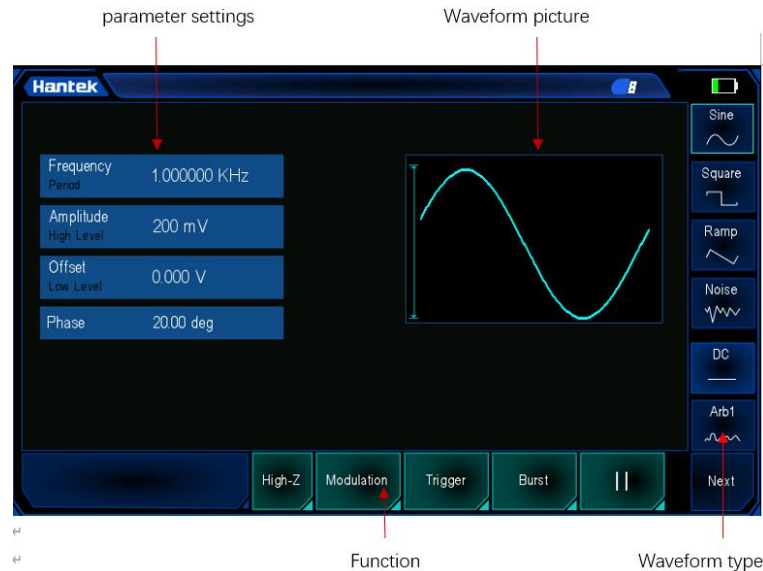 parameter settings
Waveform picture
Hantek
8
Sine
Frequency
Period
1.000000 KHz
Square
Amplitude
High Level
200 mV
Ramp
Offset
Low Level
0.000 V
Noise
Phase
20.00 deg
DC
Arb1
High-Z
Modulation
Trigger
Burst
Next
Function
Waveform type